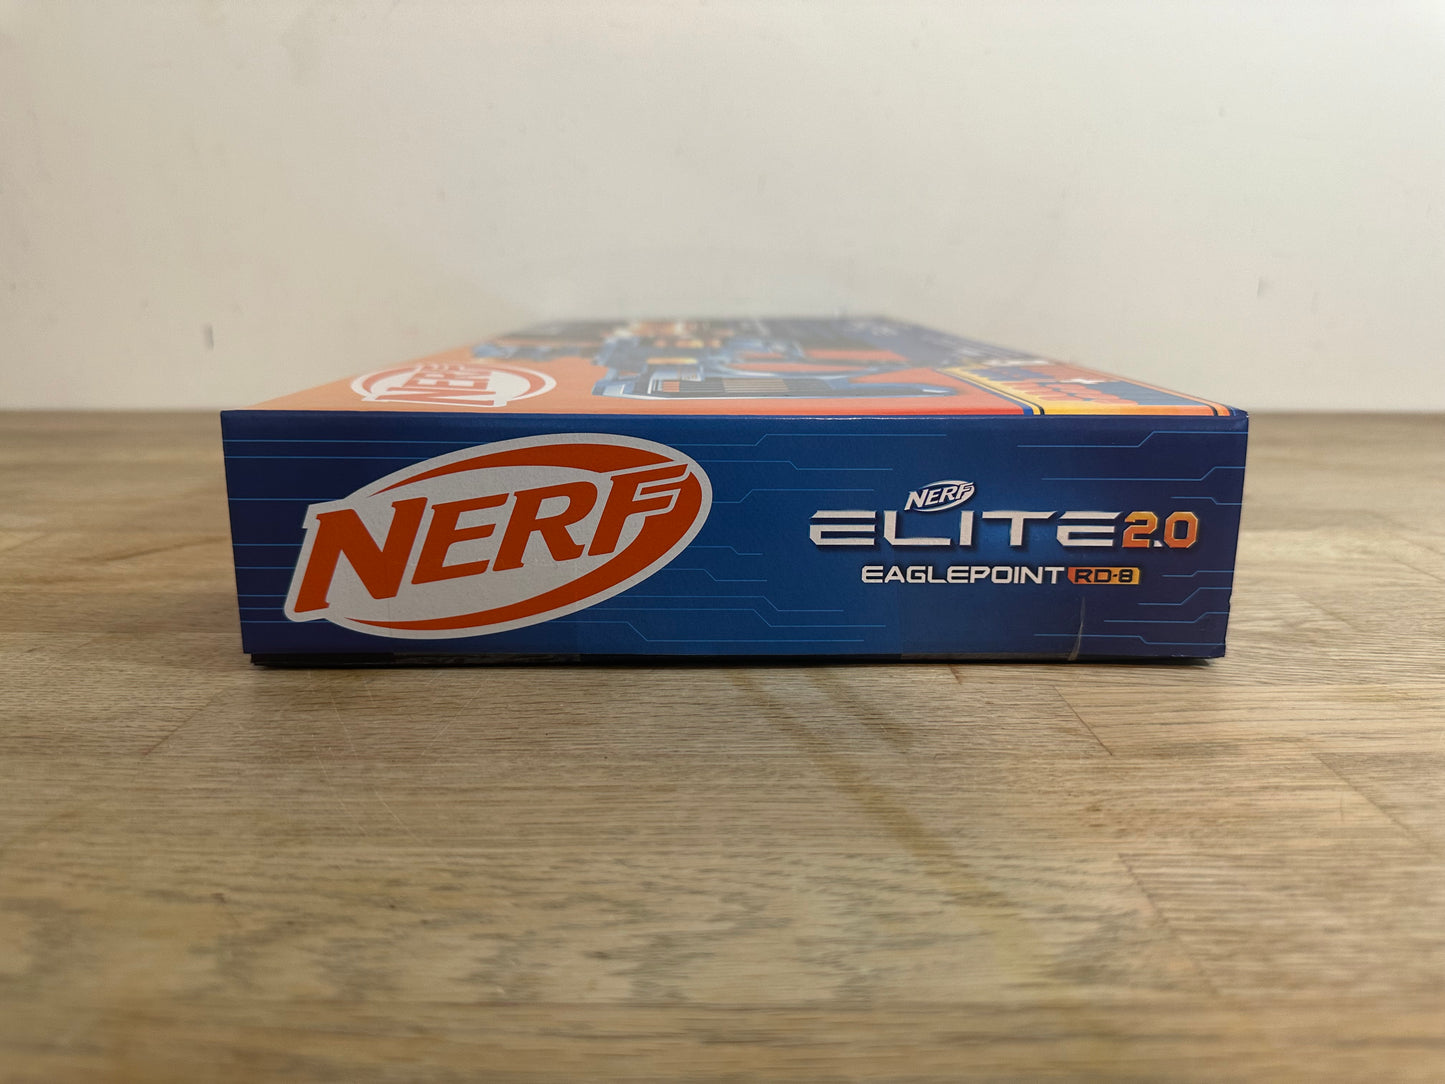 NERF
NERF
NERF
ELITE 2.0
EAGLEPOINT RD-8